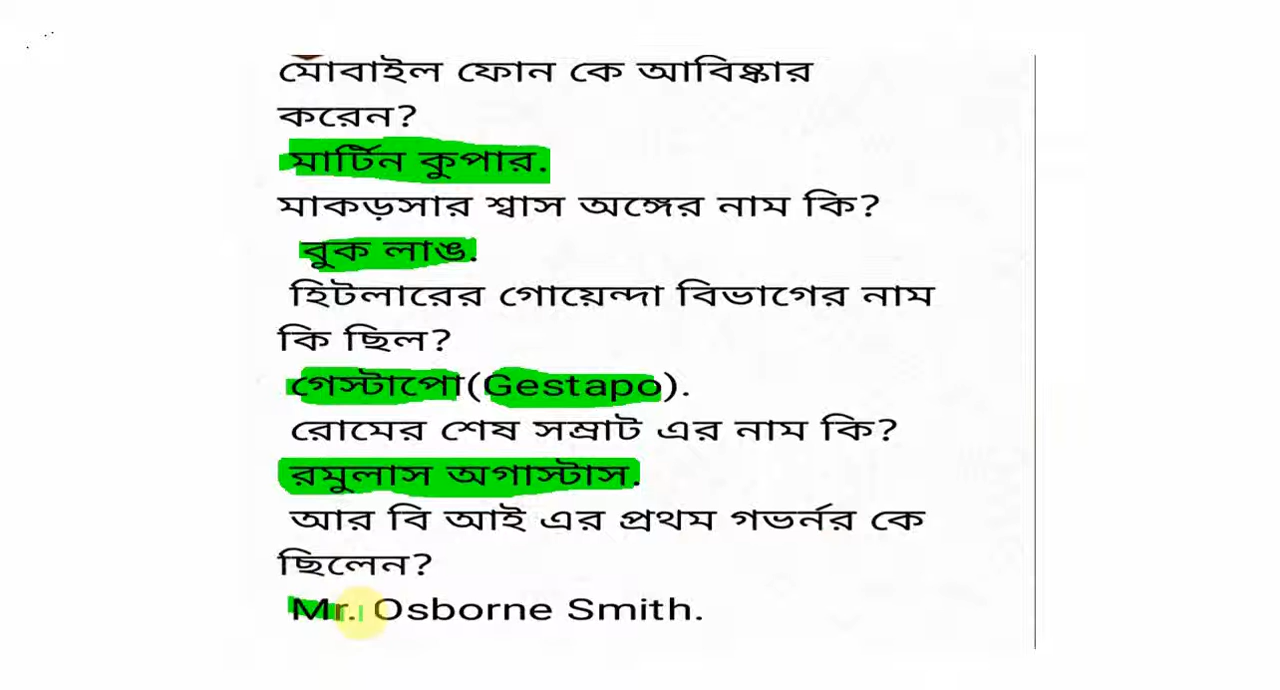 মোবাইল ফোন কে আবিষ্কার
করেন?
মার্টিন কুপার.
মাকড়সার শ্বাস অঙ্গের নাম কি?
বুক লাঙ.
হিটলারের গোয়েন্দা বিভাগের নাম
কি ছিল?
গেস্টাপো(Gestapo).
রোমের শেষ সম্রাট এর নাম কি?
রমুলাস অগাস্টাস.
আর বি আই এর প্রথম গভর্নর কে
ছিলেন?
Mr. Osborne Smith.